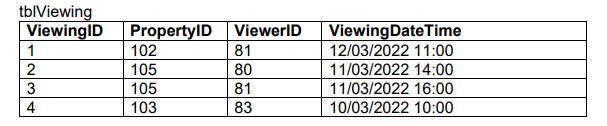 tblViewing
ViewingID PropertyID ViewerID ViewingDateTime
1 102 81 12/03/2022 11:00
2 105 80 11/03/2022 14:00
3 105 81 11/03/2022 16:00
4 103 83 10/03/2022 10:00